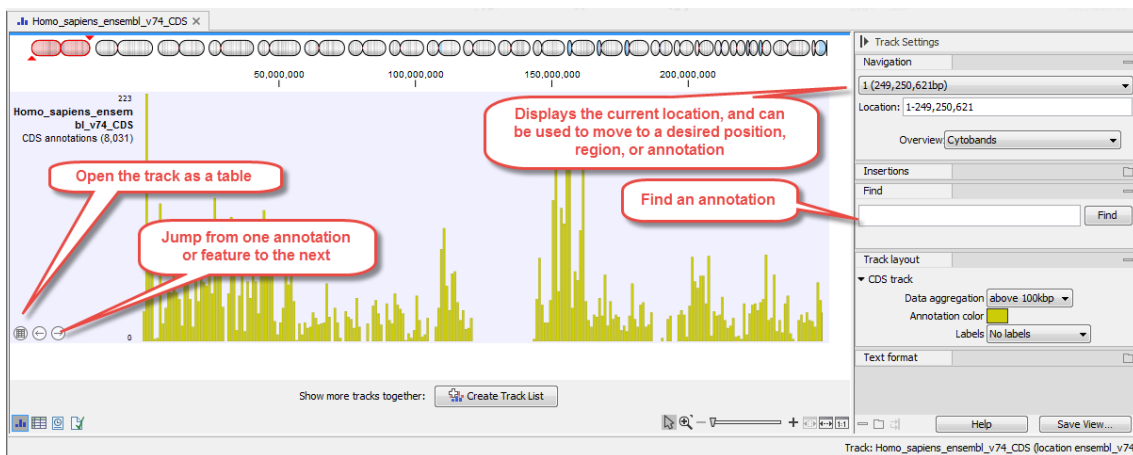 Homo_sapiens_ensembl_v74_CDS
50,000,000 100,000,000 150,000,000 200,000,000
223
Homo_sapiens_ensem
bl_v74_CDS
CDS annotations (8,031)
0
Open the track as a table
Jump from one annotation
or feature to the next
Displays the current location, and can
be used to move to a desired position,
region, or annotation
Find an annotation
Show more tracks together: Create Track List
1:1
Track Settings
Navigation
1 (249,250,621bp)
Location: 1-249,250,621
Overview: Cytobands
Insertions
Find
Find
Track layout
CDS track
Data aggregation above 100kbp
Annotation color
Labels No labels
Text format
Help Save View...
Track: Homo_sapiens_ensembl_v74_CDS (location ensembl_v74